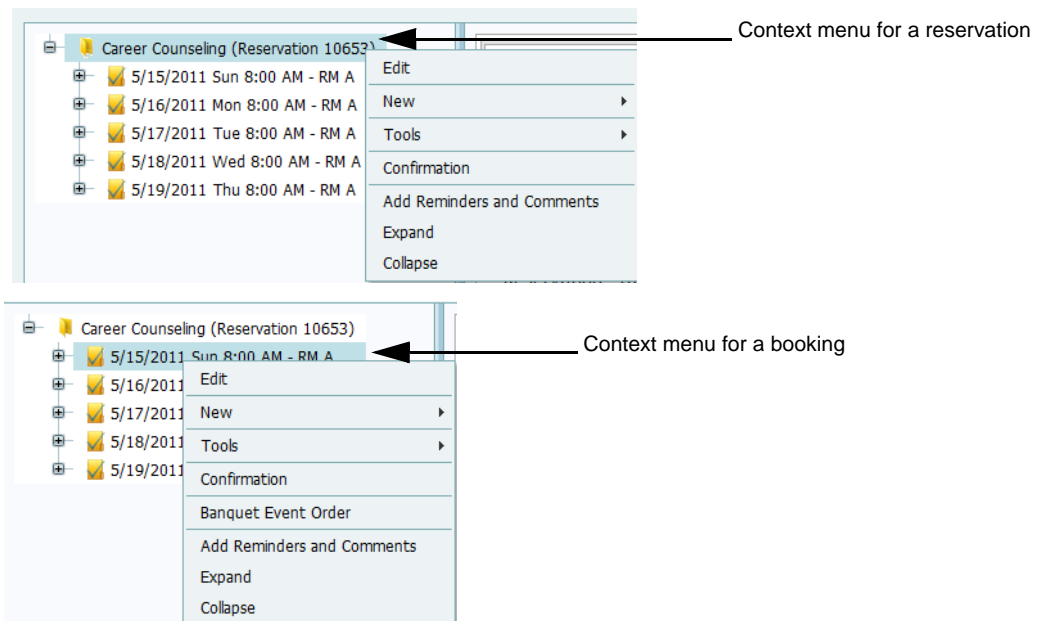 Context menu for a reservation
Career Counseling (Reservation 10653)
5/15/2011 Sun 8:00 AM - RM A
5/16/2011 Mon 8:00 AM - RM A
5/17/2011 Tue 8:00 AM - RM A
5/18/2011 Wed 8:00 AM - RM A
5/19/2011 Thu 8:00 AM - RM A
Edit
New
Tools
Confirmation
Add Reminders and Comments
Expand
Collapse
Career Counseling (Reservation 10653)
Context menu for a booking
5/15/2011 Sun 8:00 AM - RM A
5/16/2011
5/17/2011
5/18/2011
5/19/2011
Edit
New
Tools
Confirmation
Banquet Event Order
Add Reminders and Comments
Expand
Collapse